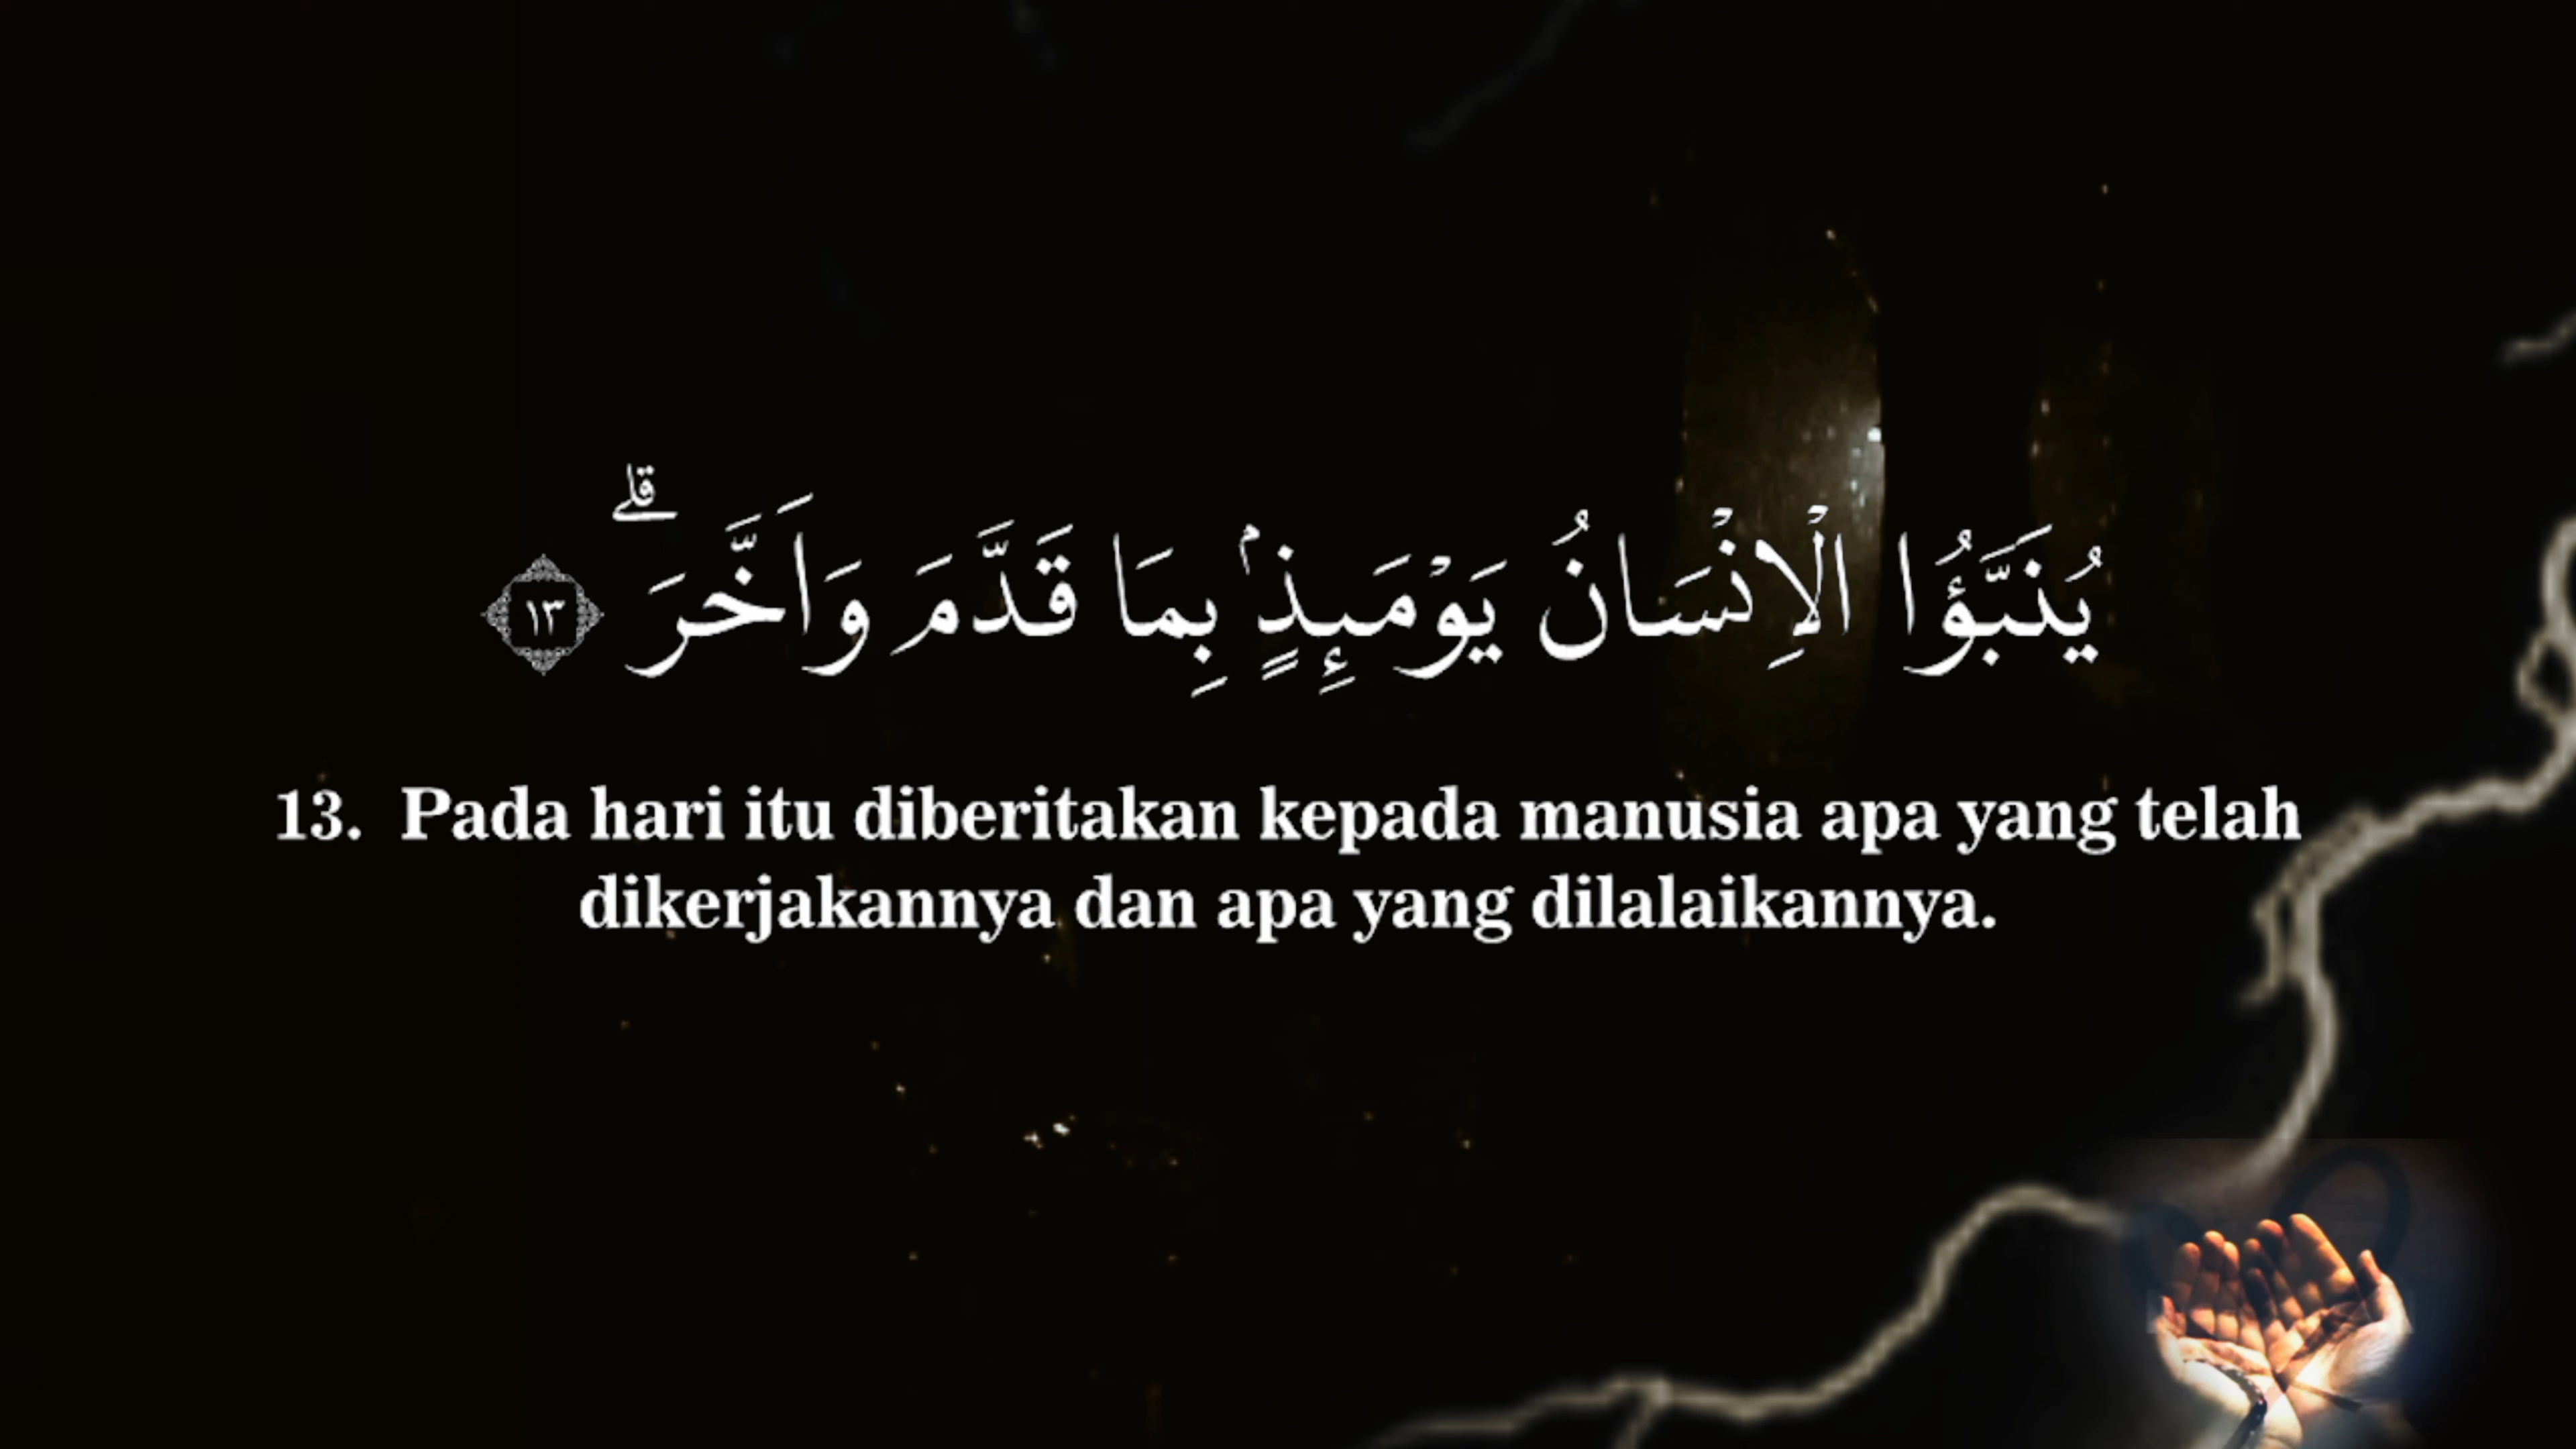 يُنَبَّؤُا الْاِنْسَانُ يَوْمَىِٕذٍۢ بِمَا قَدَّمَ وَاَخَّرَۗ ١٣
13. Pada hari itu diberitakan kepada manusia apa yang telah
dikerjakannya dan apa yang dilalaikannya.